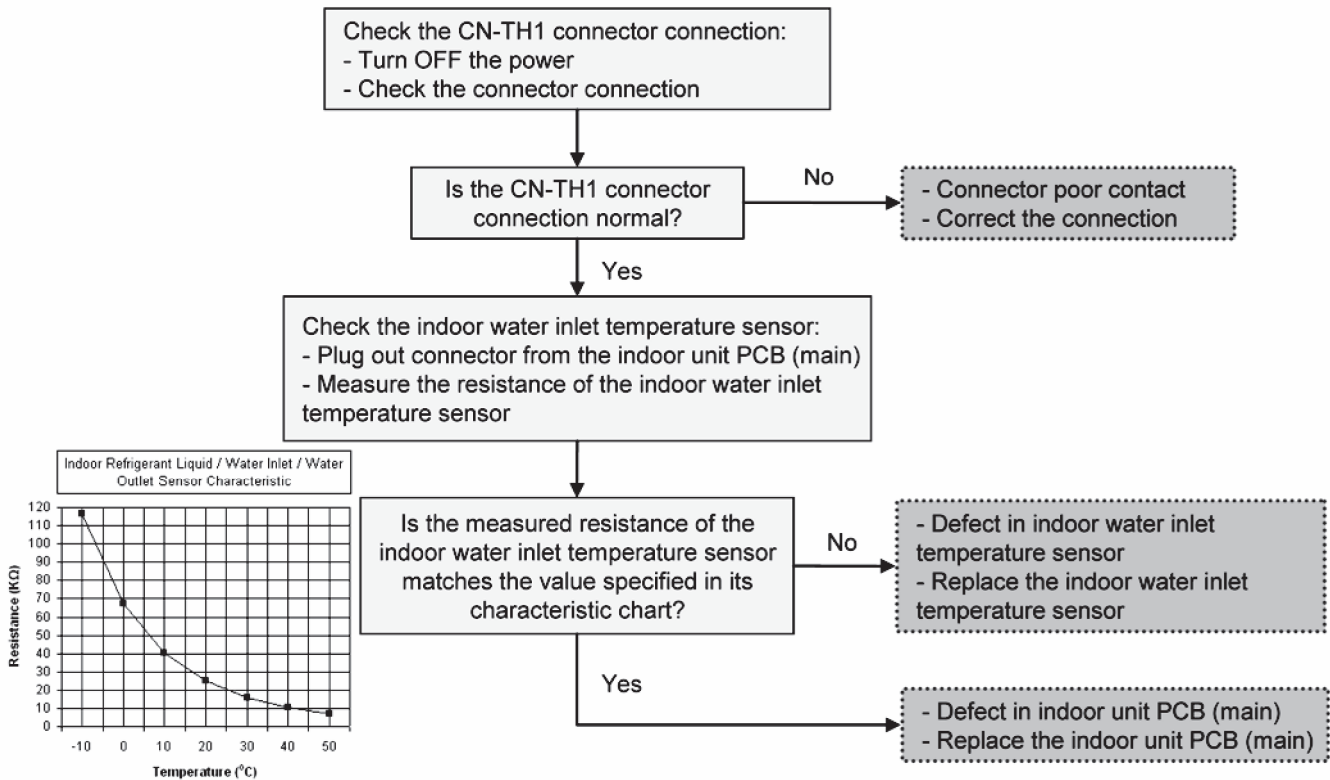 Check the CN-TH1 connector connection:
- Turn OFF the power
- Check the connector connection
Is the CN-TH1 connector
connection normal?
No
- Connector poor contact
- Correct the connection
Yes
Check the indoor water inlet temperature sensor:
- Plug out connector from the indoor unit PCB (main)
- Measure the resistance of the indoor water inlet
temperature sensor
Indoor Refrigerant Liquid / Water Inlet / Water
Outlet Sensor Characteristic
120
110
100
90
80
70
60
50
40
30
20
10
0
Resistance (KΩ)
-10 0 10 20 30 40 50
Temperature (⁰C)
Is the measured resistance of the
indoor water inlet temperature sensor
matches the value specified in its
characteristic chart?
No
- Defect in indoor water inlet
temperature sensor
- Replace the indoor water inlet
temperature sensor
Yes
- Defect in indoor unit PCB (main)
- Replace the indoor unit PCB (main)